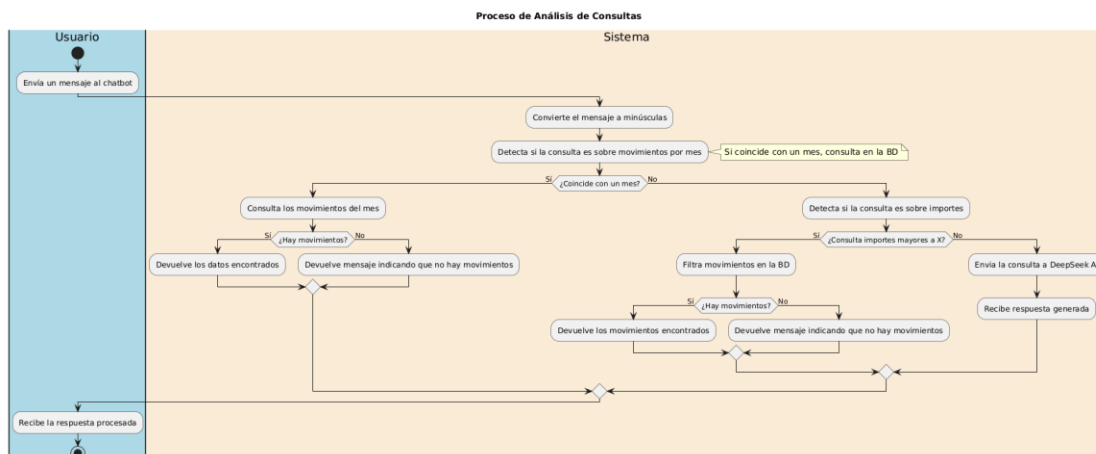 Proceso de Análisis de Consultas
Usuario
Sistema
Envía un mensaje al chatbot
Convierte el mensaje a minúsculas
Detecta si la consulta es sobre movimientos por mes
Si coincide con un mes, consulta en la BD
Sí
¿Coincide con un mes?
No
Consulta los movimientos del mes
Detecta si la consulta es sobre importes
Sí
¿Hay movimientos?
No
Sí
¿Consulta importes mayores a X?
No
Devuelve los datos encontrados
Devuelve mensaje indicando que no hay movimientos
Filtra movimientos en la BD
Envía la consulta a DeepSeek A
Sí
¿Hay movimientos?
No
Recibe respuesta generada
Devuelve los movimientos encontrados
Devuelve mensaje indicando que no hay movimientos
Recibe la respuesta procesada